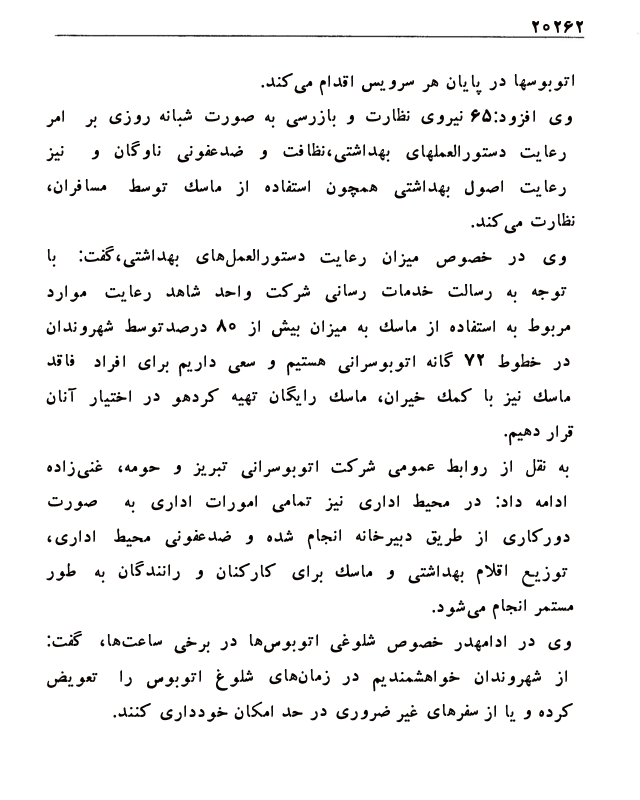 ۲۰۲۶۲
اتوبوسها در پایان هر سرویس اقدام می‌کند.
وی افزود:۶۵ نیروی نظارت و بازرسی به صورت شبانه روزی بر امر
رعایت دستورالعملهای بهداشتی،نظافت و ضدعفونی ناوگان و نیز
رعایت اصول بهداشتی همچون استفاده از ماسك توسط مسافران،
نظارت می‌کند.
وی در خصوص میزان رعایت دستورالعمل‌های بهداشتی،گفت: با
توجه به رسالت خدمات رسانی شرکت واحد شاهد رعایت موارد
مربوط به استفاده از ماسك به میزان بیش از ۸۰ درصدتوسط شهروندان
در خطوط ۷۲ گانه اتوبوسرانی هستیم و سعی داریم برای افراد فاقد
ماسك نیز با کمك خیران، ماسك رایگان تهیه کردهو در اختیار آنان
قرار دهیم.
به نقل از روابط عمومی شرکت اتوبوسرانی تبریز و حومه، غنی‌زاده
ادامه داد: در محیط اداری نیز تمامی امورات اداری به صورت
دورکاری از طریق دبیرخانه انجام شده و ضدعفونی محیط اداری،
توزیع اقلام بهداشتی و ماسك برای کارکنان و رانندگان به طور
مستمر انجام می‌شود.
وی در ادامهدر خصوص شلوغی اتوبوس‌ها در برخی ساعت‌ها، گفت:
از شهروندان خواهشمندیم در زمان‌های شلوغ اتوبوس را تعویض
کرده و یا از سفرهای غیر ضروری در حد امکان خودداری کنند.